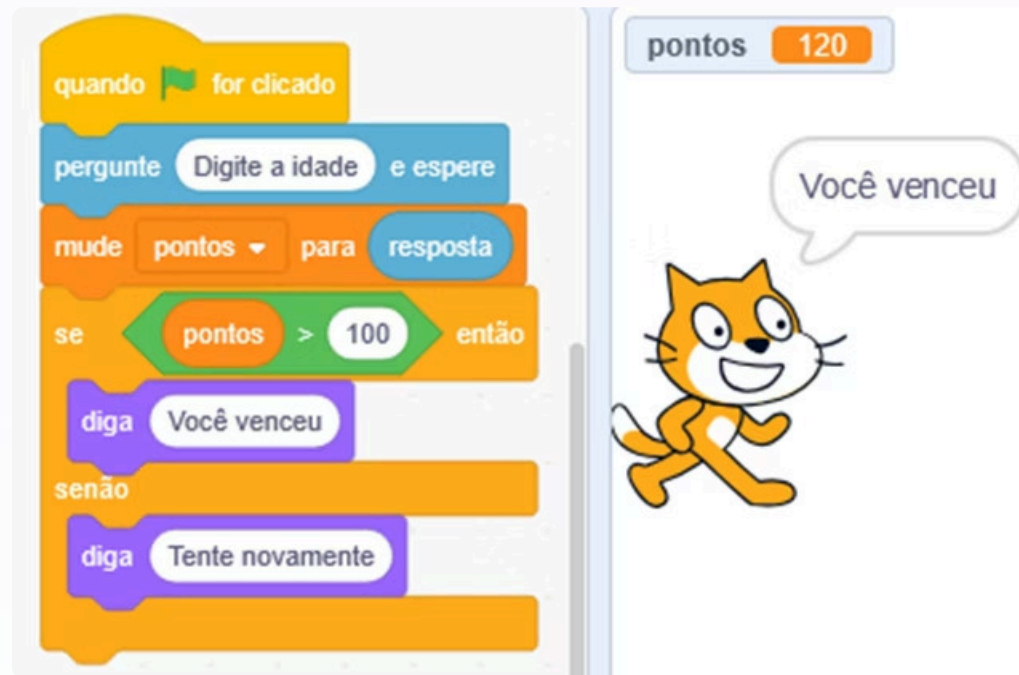 quando for clicado
pergunte Digite a idade e espere
mude pontos para resposta
se pontos > 100 então
diga Você venceu
senão
diga Tente novamente
pontos 120
Você venceu